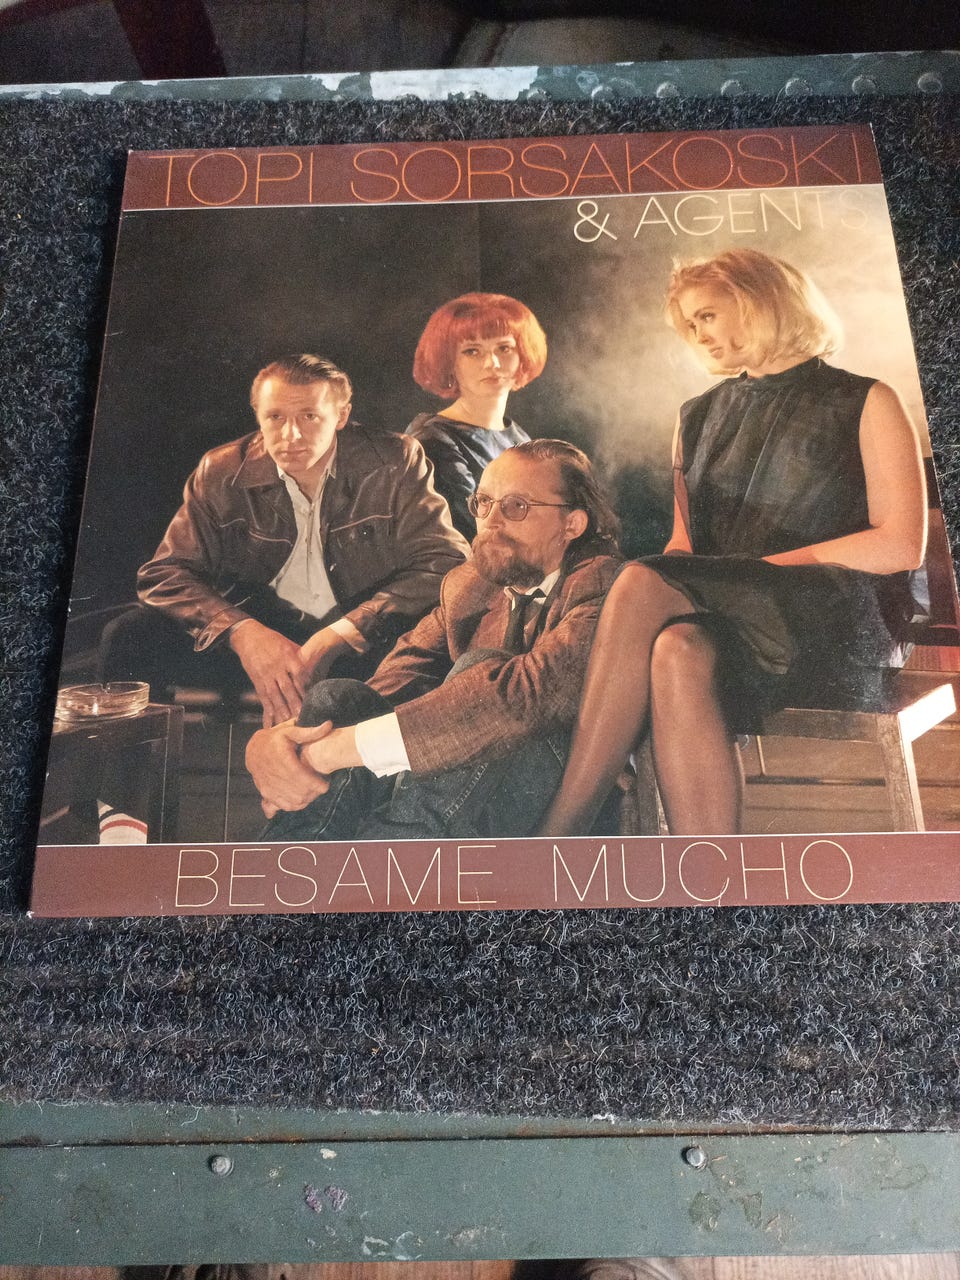 TOPI SORSAKOSKI
& AGENTS
BESAME MUCHO